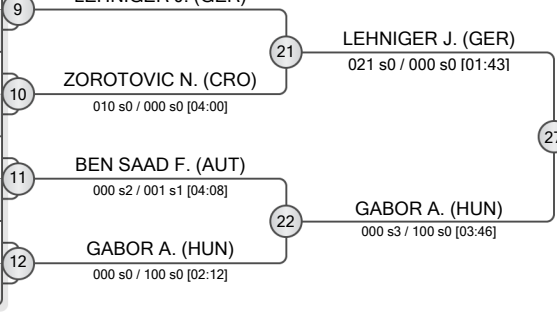 9
LEHNIGER J. (GER)
21
LEHNIGER J. (GER)
021 s0 / 000 s0 [01:43]
10
ZOROTOVIC N. (CRO)
010 s0 / 000 s0 [04:00]
27
11
BEN SAAD F. (AUT)
000 s2 / 001 s1 [04:08]
22
GABOR A. (HUN)
000 s3 / 100 s0 [03:46]
12
GABOR A. (HUN)
000 s0 / 100 s0 [02:12]